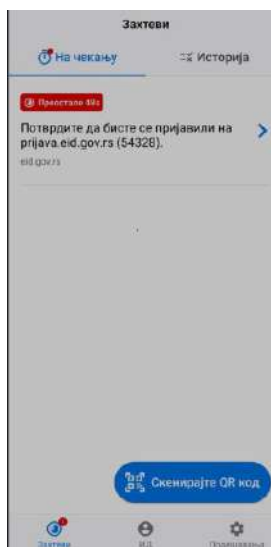 Захтеви
На чекању
Историја
Преостало 49s
Потврдите да бисте се пријавили на
prijava.eid.gov.rs (54328).
eid.gov.rs
Скенирајте QR код
Захтеви